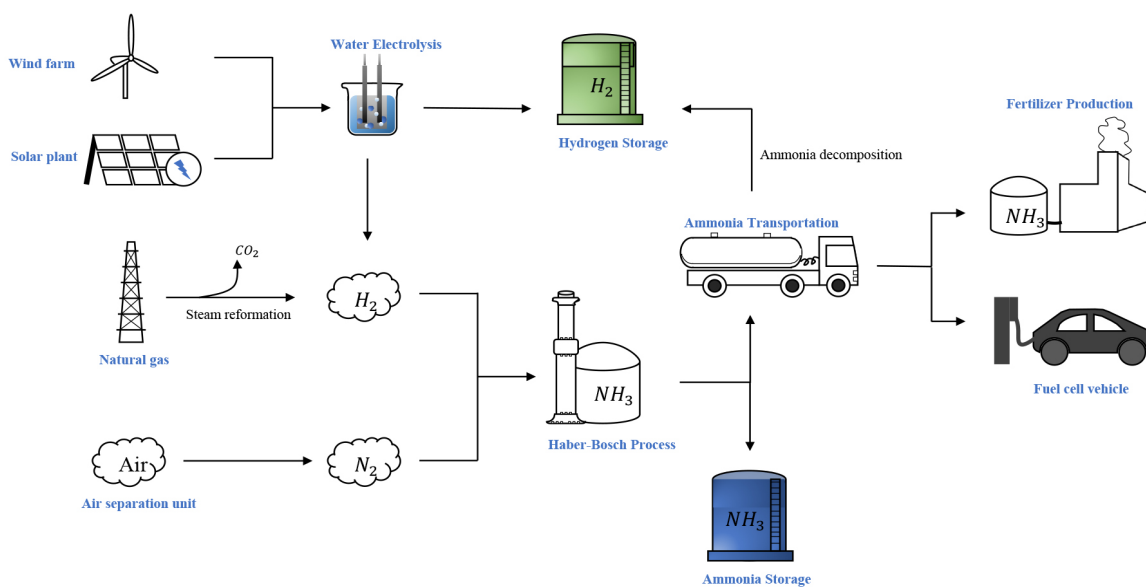 Water Electrolysis
Wind farm
H₂
Fertilizer Production
Solar plant
Hydrogen Storage
Ammonia decomposition
NH₃
Ammonia Transportation
CO₂
H₂
Steam reformation
Natural gas
NH₃
Fuel cell vehicle
Haber-Bosch Process
Air
N₂
Air separation unit
NH₃
Ammonia Storage